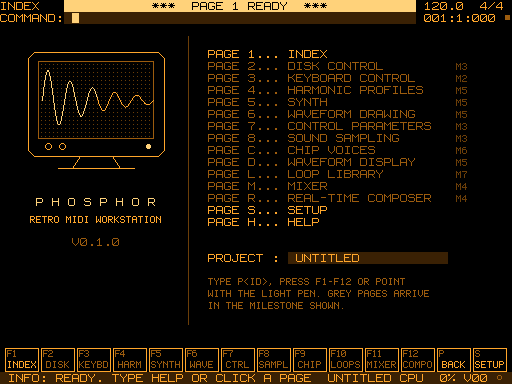 INDEX *** PAGE 1 READY *** 120.0 4/4
COMMAND: 001:1:000
PAGE 1... INDEX
PAGE 2... DISK CONTROL M3
PAGE 3... KEYBOARD CONTROL M2
PAGE 4... HARMONIC PROFILES M5
PAGE 5... SYNTH M5
PAGE 6... WAVEFORM DRAWING M5
PAGE 7... CONTROL PARAMETERS M3
PAGE 8... SOUND SAMPLING M3
PAGE C... CHIP VOICES M6
PAGE D... WAVEFORM DISPLAY M5
PAGE L... LOOP LIBRARY M7
PAGE M... MIXER M4
PAGE R... REAL-TIME COMPOSER M4
PAGE S... SETUP
PAGE H... HELP
PHOSPHOR
RETRO MIDI WORKSTATION
V0.1.0
PROJECT : UNTITLED
TYPE P<ID>, PRESS F1-F12 OR POINT
WITH THE LIGHT PEN. GREY PAGES ARRIVE
IN THE MILESTONE SHOWN.
F1 F2 F3 F4 F5 F6 F7 F8 F9 F10 F11 F12 P S
INDEX DISK KEYBD HARM SYNTH WAVE CTRL SAMPL CHIP LOOPS MIXER COMPO BACK SETUP
INFO: READY. TYPE HELP OR CLICK A PAGE UNTITLED CPU 0% V00